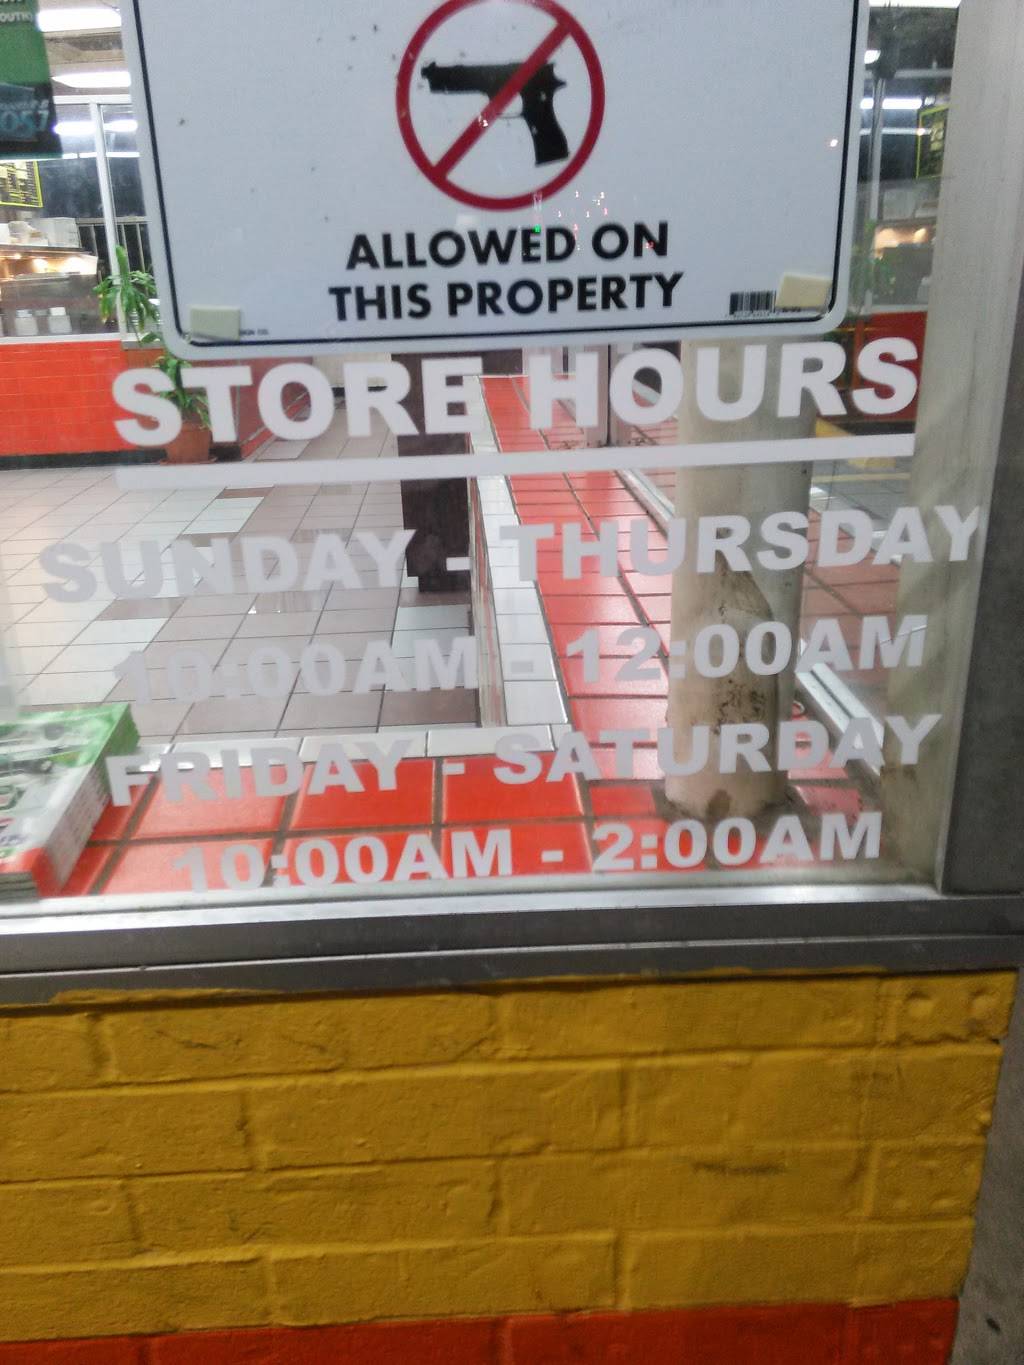 ALLOWED ON
THIS PROPERTY
STORE HOURS
SUNDAY - THURSDAY
10:00AM - 12:00AM
FRIDAY - SATURDAY
10:00AM - 2:00AM